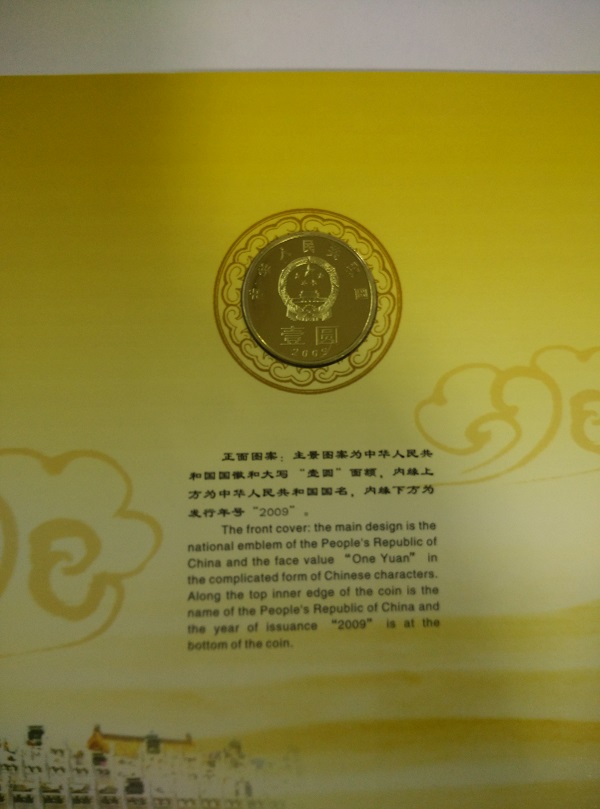 中华人民共和国
壹圆
2009
正面图案：主景图案为中华人民共
和国国徽和大写“壹圆”面额，内缘上
方为中华人民共和国国名，内缘下方为
发行年号“2009”。
The front cover: the main design is the
national emblem of the People's Republic of
China and the face value “One Yuan” in
the complicated form of Chinese characters.
Along the top inner edge of the coin is the
name of the People's Republic of China and
the year of issuance “2009” is at the
bottom of the coin.